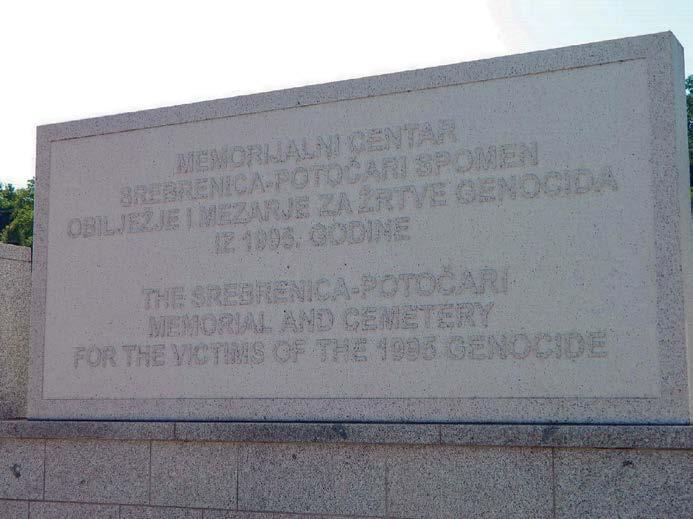 MEMORIJALNI CENTAR
SREBRENICA-POTOČARI SPOMEN
OBILJEŽJE I MEZARJE ZA ŽRTVE GENOCIDA
IZ 1995. GODINE
THE SREBRENICA-POTOČARI
MEMORIAL AND CEMETERY
FOR THE VICTIMS OF THE 1995 GENOCIDE